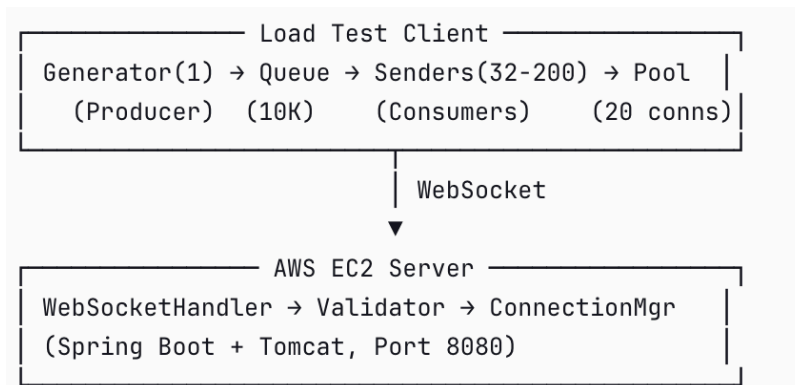 Load Test Client
Generator(1) → Queue → Senders(32-200) → Pool
(Producer) (10K) (Consumers) (20 conns)
WebSocket
AWS EC2 Server
WebSocketHandler → Validator → ConnectionMgr
(Spring Boot + Tomcat, Port 8080)